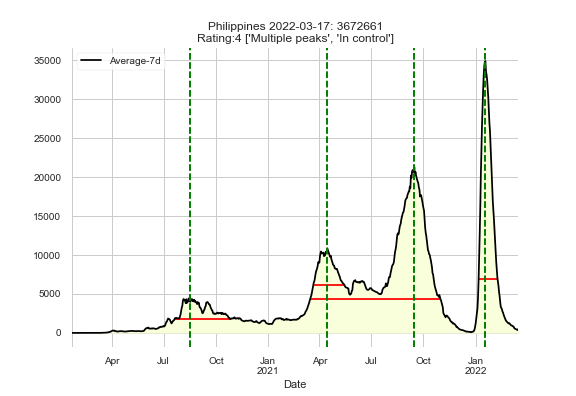 Philippines 2022-03-17: 3672661
Rating:4 ['Multiple peaks', 'In control']
Average-7d
35000
30000
25000
20000
15000
10000
5000
0
Apr Jul Oct Jan Apr Jul Oct Jan
2021 2022
Date